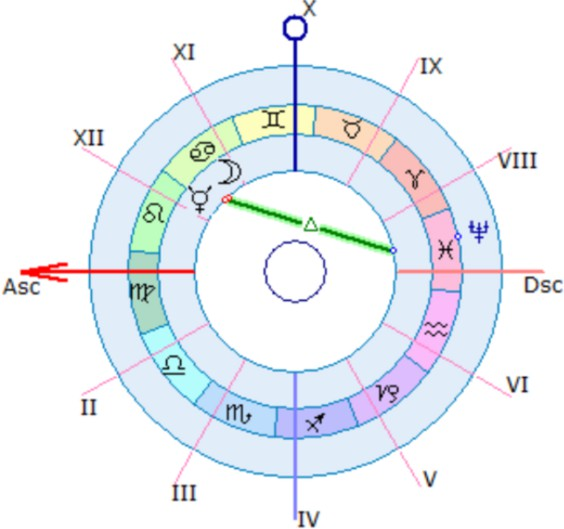 X
XI
IX
XII
VIII
☽
☿
♊
♉
♋
♈
♌
△
♆
♓
Asc
Dsc
♍
♒
♎
♑
♏
♐
VI
II
V
III
IV